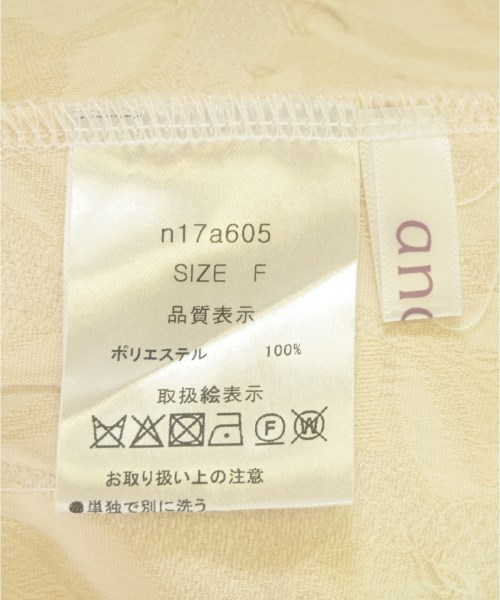 n17a605
SIZE F
品質表示
ポリエステル 100%
取扱絵表示
F W
お取り扱い上の注意
●単独で別に洗う
and